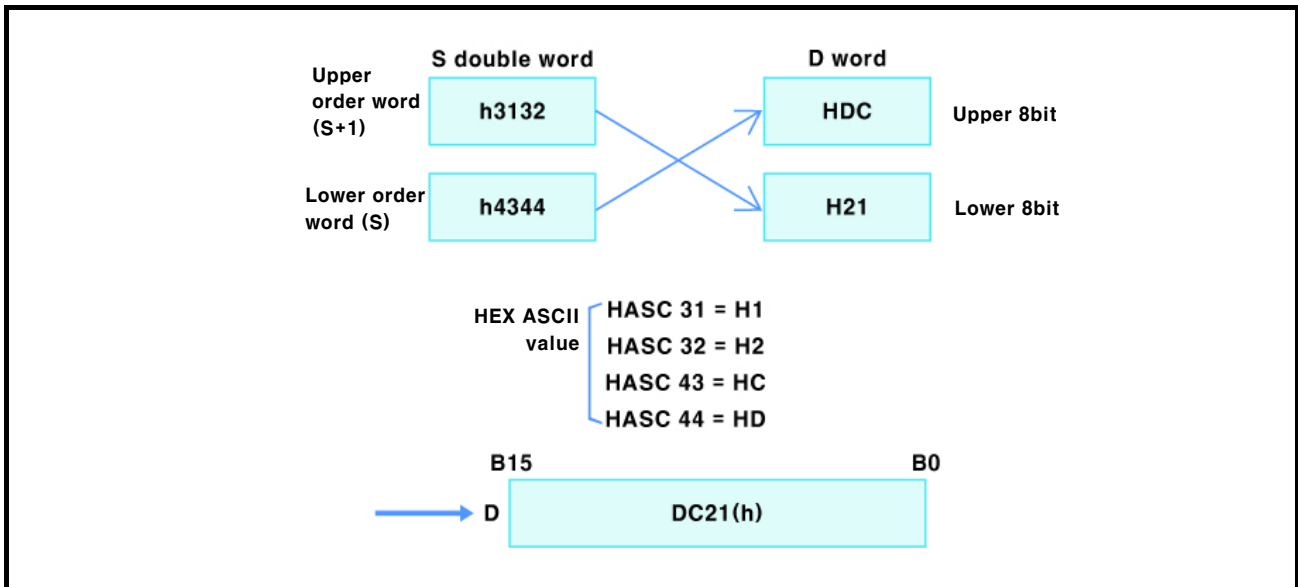 S double word
D word
Upper
order word
(S+1)
h3132
HDC
Upper 8bit
Lower order
word (S)
h4344
H21
Lower 8bit
HEX ASCII
value
HASC 31 = H1
HASC 32 = H2
HASC 43 = HC
HASC 44 = HD
B15
B0
D
DC21(h)